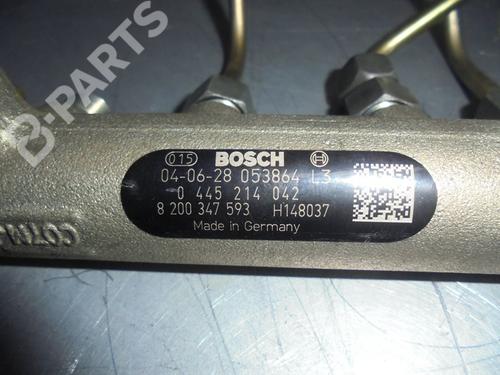 B-PARTS
015 BOSCH
04-06-28 053864 L3
0 445 214 042
8 200 347 593 H148037
Made in Germany